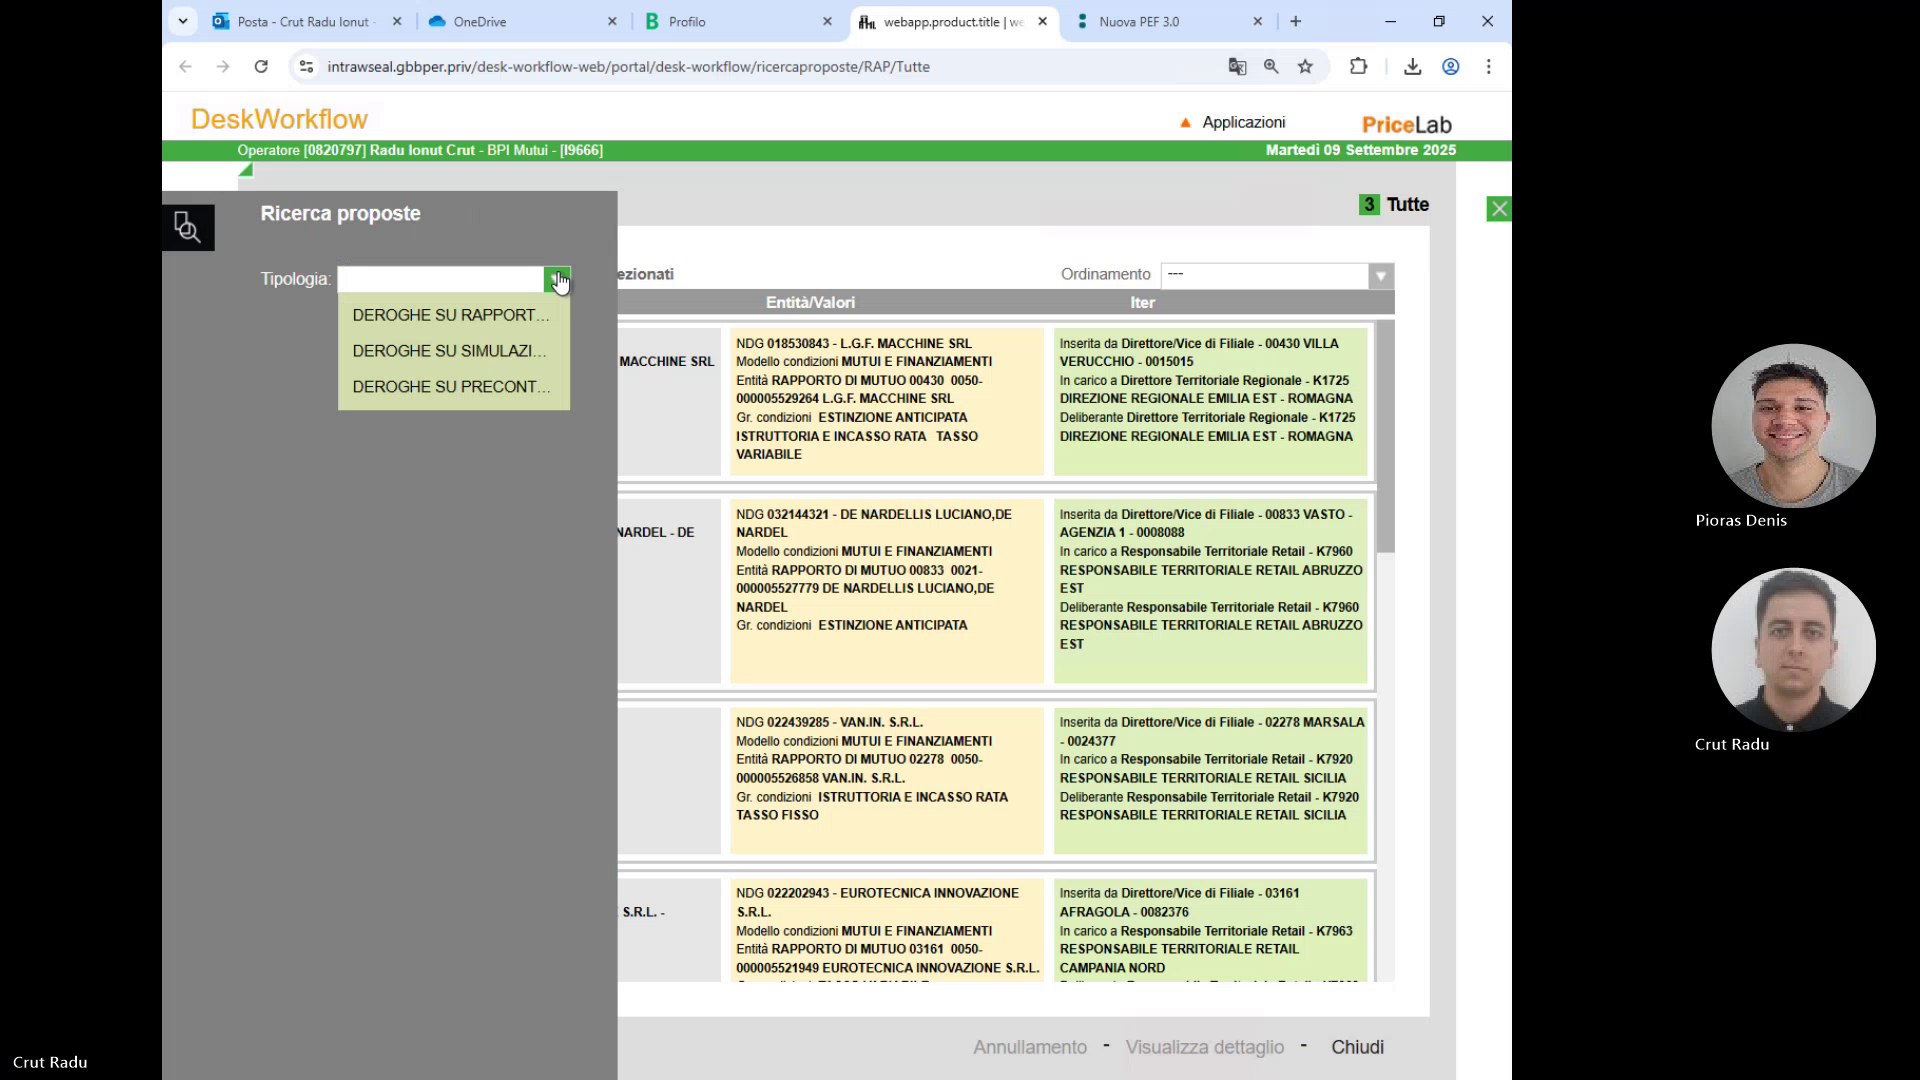 Posta - Crut Radu Ionut
OneDrive
Profilo
webapp.product.title | we
Nuova PEF 3.0
intrawseal.gbbper.priv/desk-workflow-web/portal/desk-workflow/ricercaproposte/RAP/Tutte
DeskWorkflow
Applicazioni
PriceLab
Operatore [0820797] Radu Ionut Crut - BPI Mutui - [I9666]
Martedì 09 Settembre 2025
Ricerca proposte
3 Tutte
Tipologia:
DEROGHE SU RAPPORT...
DEROGHE SU SIMULAZI...
DEROGHE SU PRECONT...
ezionati
Ordinamento ---
Entità/Valori
Iter
MACCHINE SRL
NDG 018530843 - L.G.F. MACCHINE SRL
Modello condizioni MUTUI E FINANZIAMENTI
Entità RAPPORTO DI MUTUO 00430 0050-
000005529264 L.G.F. MACCHINE SRL
Gr. condizioni ESTINZIONE ANTICIPATA
ISTRUTTORIA E INCASSO RATA TASSO
VARIABILE
Inserita da Direttore/Vice di Filiale - 00430 VILLA
VERUCCHIO - 0015015
In carico a Direttore Territoriale Regionale - K1725
DIREZIONE REGIONALE EMILIA EST - ROMAGNA
Deliberante Direttore Territoriale Regionale - K1725
DIREZIONE REGIONALE EMILIA EST - ROMAGNA
NARDEL - DE
NDG 032144321 - DE NARDELLIS LUCIANO,DE
NARDEL
Modello condizioni MUTUI E FINANZIAMENTI
Entità RAPPORTO DI MUTUO 00833 0021-
000005527779 DE NARDELLIS LUCIANO,DE
NARDEL
Gr. condizioni ESTINZIONE ANTICIPATA
Inserita da Direttore/Vice di Filiale - 00833 VASTO -
AGENZIA 1 - 0008088
In carico a Responsabile Territoriale Retail - K7960
RESPONSABILE TERRITORIALE RETAIL ABRUZZO
EST
Deliberante Responsabile Territoriale Retail - K7960
RESPONSABILE TERRITORIALE RETAIL ABRUZZO
EST
NDG 022439285 - VAN.IN. S.R.L.
Modello condizioni MUTUI E FINANZIAMENTI
Entità RAPPORTO DI MUTUO 02278 0050-
000005526858 VAN.IN. S.R.L.
Gr. condizioni ISTRUTTORIA E INCASSO RATA
TASSO FISSO
Inserita da Direttore/Vice di Filiale - 02278 MARSALA
- 0024377
In carico a Responsabile Territoriale Retail - K7920
RESPONSABILE TERRITORIALE RETAIL SICILIA
Deliberante Responsabile Territoriale Retail - K7920
RESPONSABILE TERRITORIALE RETAIL SICILIA
S.R.L. -
NDG 022202943 - EUROTECNICA INNOVAZIONE
S.R.L.
Modello condizioni MUTUI E FINANZIAMENTI
Entità RAPPORTO DI MUTUO 03161 0050-
000005521949 EUROTECNICA INNOVAZIONE S.R.L.
Inserita da Direttore/Vice di Filiale - 03161
AFRAGOLA - 0082376
In carico a Responsabile Territoriale Retail - K7963
RESPONSABILE TERRITORIALE RETAIL
CAMPANIA NORD
Annullamento - Visualizza dettaglio - Chiudi
Pioras Denis
Crut Radu
Crut Radu